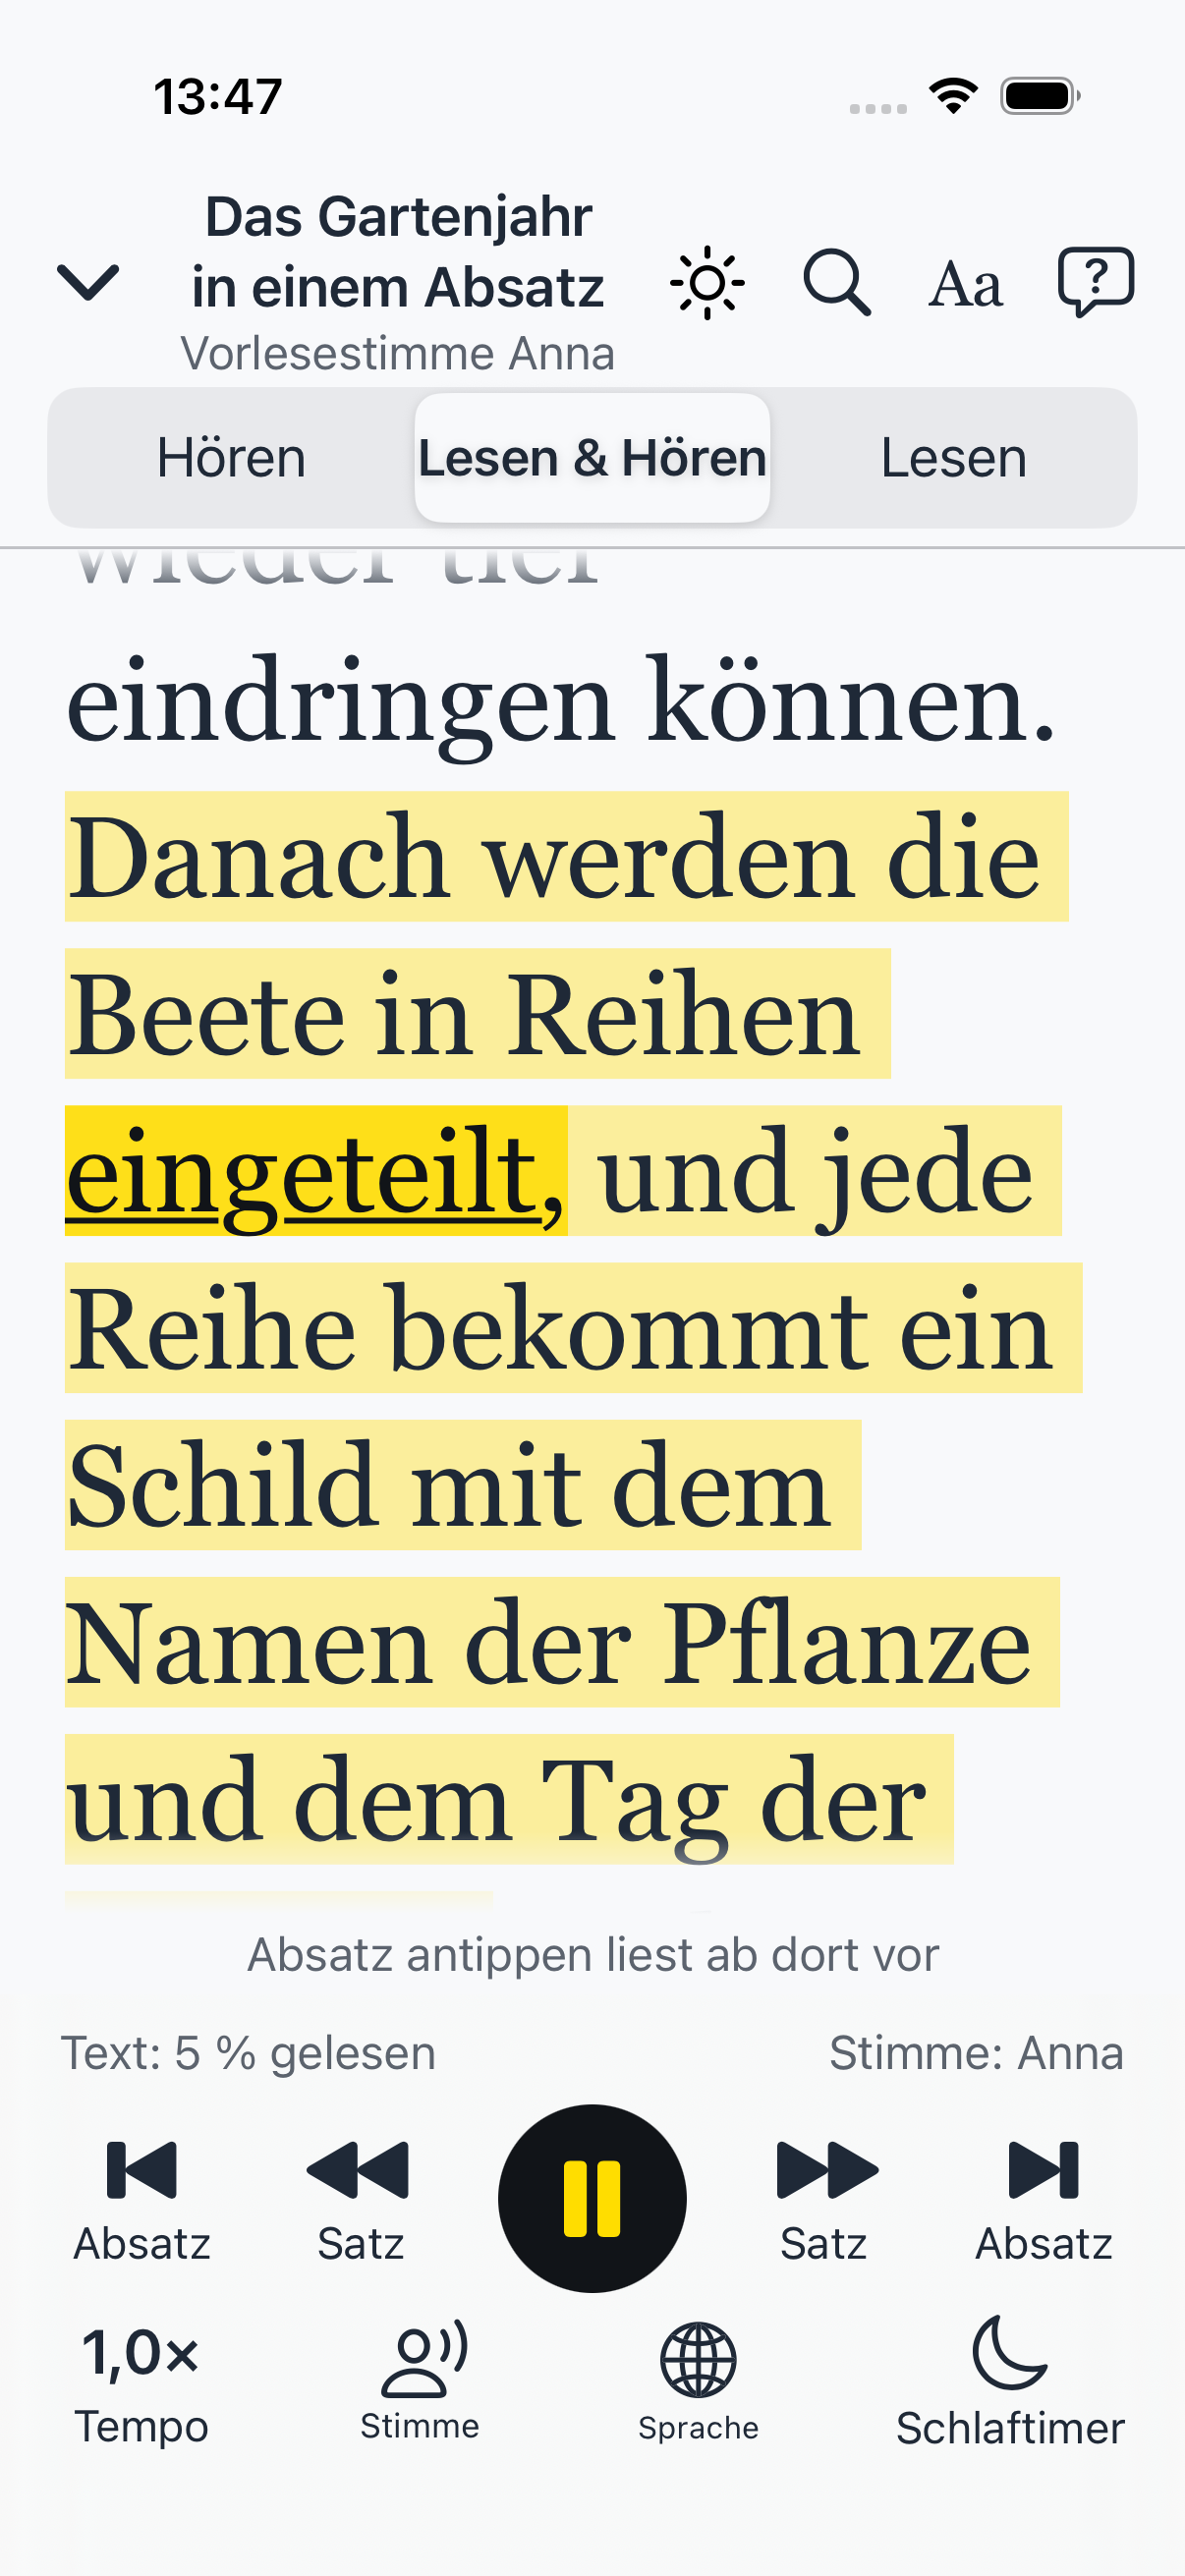 13:47
Das Gartenjahr
in einem Absatz
Vorlesestimme Anna
Aa
?
Hören
Lesen & Hören
Lesen
wieder tief
eindringen können.
Danach werden die
Beete in Reihen
eingeteilt, und jede
Reihe bekommt ein
Schild mit dem
Namen der Pflanze
und dem Tag der
Absatz antippen liest ab dort vor
Text: 5 % gelesen
Stimme: Anna
Absatz
Satz
Satz
Absatz
1,0×
Tempo
Stimme
Sprache
Schlaftimer